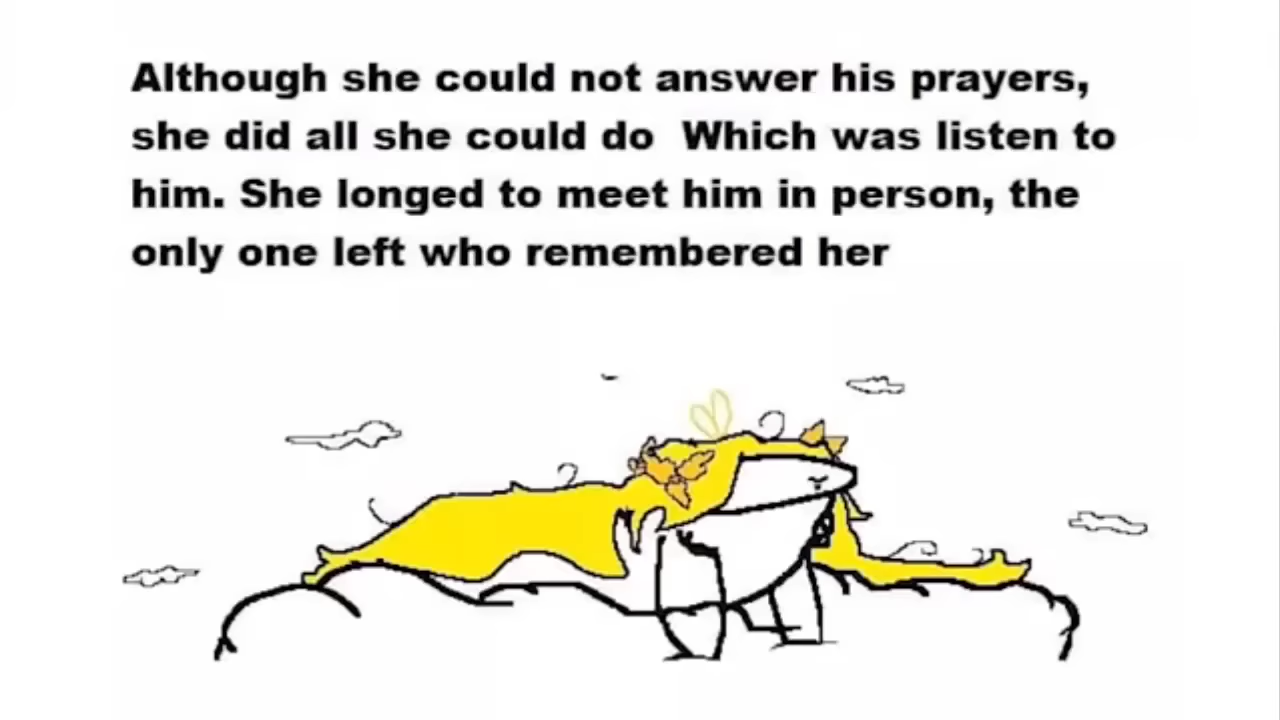 Although she could not answer his prayers,
she did all she could do  Which was listen to
him. She longed to meet him in person, the
only one left who remembered her